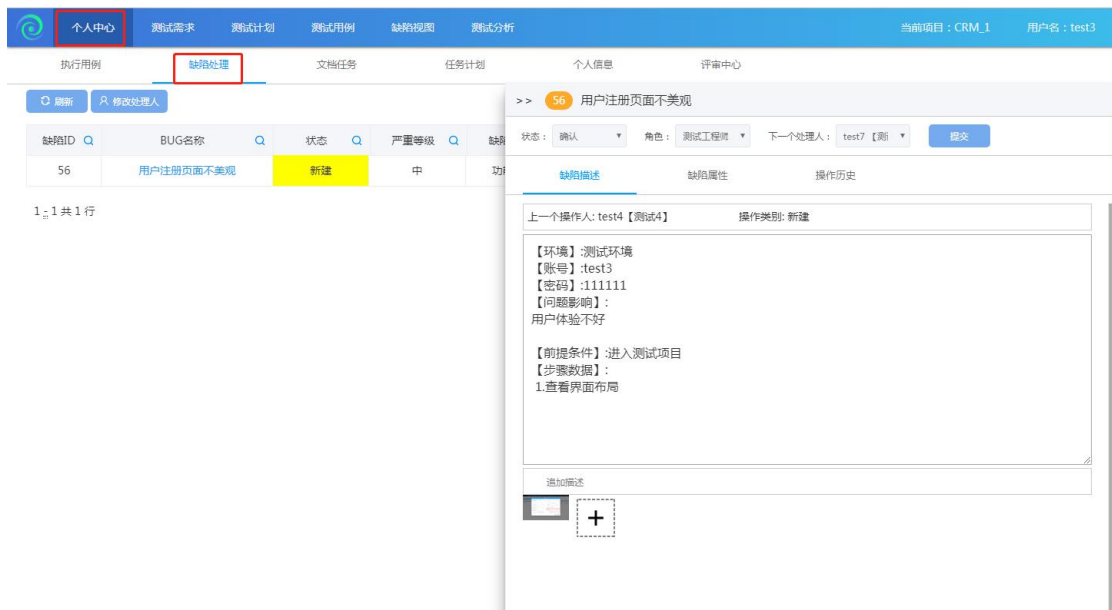 个人中心 测试需求 测试计划 测试用例 缺陷视图 测试分析 当前项目：CRM_1 用户名：test3
执行用例 缺陷处理 文档任务 任务计划 个人信息 评审中心
刷新 修改处理人
>> 56 用户注册页面不美观
状态： 确认 角色： 测试工程师 下一个处理人： test7 【测 提交
缺陷ID BUG名称 状态 严重等级 缺陷
56 用户注册页面不美观 新建 中 功能
1 - 1 共 1 行
缺陷描述 缺陷属性 操作历史
上一个操作人: test4【测试4】 操作类别: 新建
【环境】:测试环境
【账号】:test3
【密码】:111111
【问题影响】:
用户体验不好
【前提条件】:进入测试项目
【步骤数据】:
1.查看界面布局
追加描述